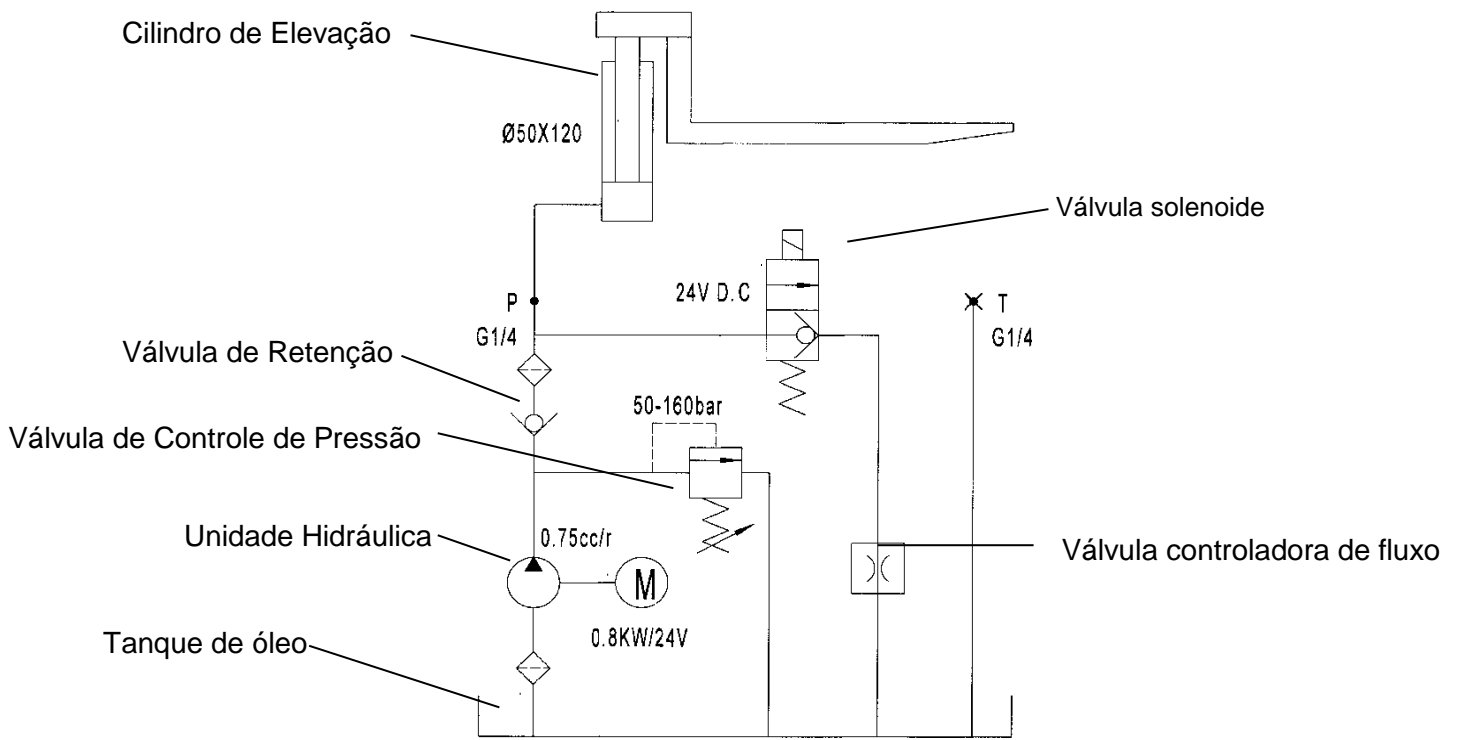 Cilindro de Elevação
Ø50X120
Válvula solenoide
24V D.C
P
T
G1/4
G1/4
Válvula de Retenção
50-160bar
Válvula de Controle de Pressão
Unidade Hidráulica
0.75cc/r
Válvula controladora de fluxo
M
0.8KW/24V
Tanque de óleo